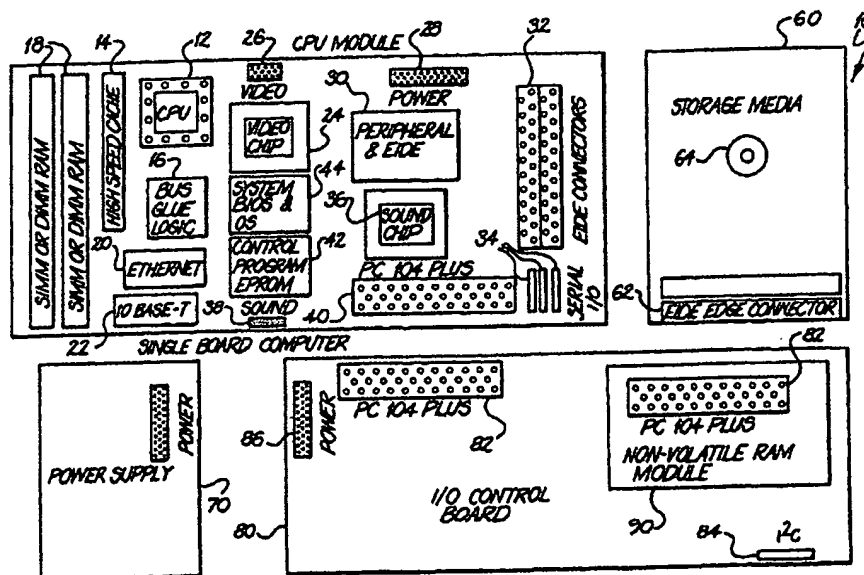 18
14
12
26
CPU MODULE
28
32
60
SIMM OR DIMM RAM
SIMM OR DIMM RAM
HIGH SPEED CACHE
CPU
VIDEO
VIDEO
CHIP
24
POWER
30
PERIPHERAL
& EIDE
EIDE CONNECTORS
STORAGE MEDIA
64
16
BUS
GLUE
LOGIC
SYSTEM
BIOS &
OS
44
36
SOUND
CHIP
20
ETHERNET
CONTROL
PROGRAM
EPROM
42
34
PC 104 PLUS
SERIAL
I/O
22
10 BASE-T
38
SOUND
40
62
EIDE EDGE CONNECTOR
SINGLE BOARD COMPUTER
POWER
POWER SUPPLY
70
86
POWER
PC 104 PLUS
82
I/O CONTROL
BOARD
80
82
PC 104 PLUS
NON-VOLATILE RAM
MODULE
90
84
I²C